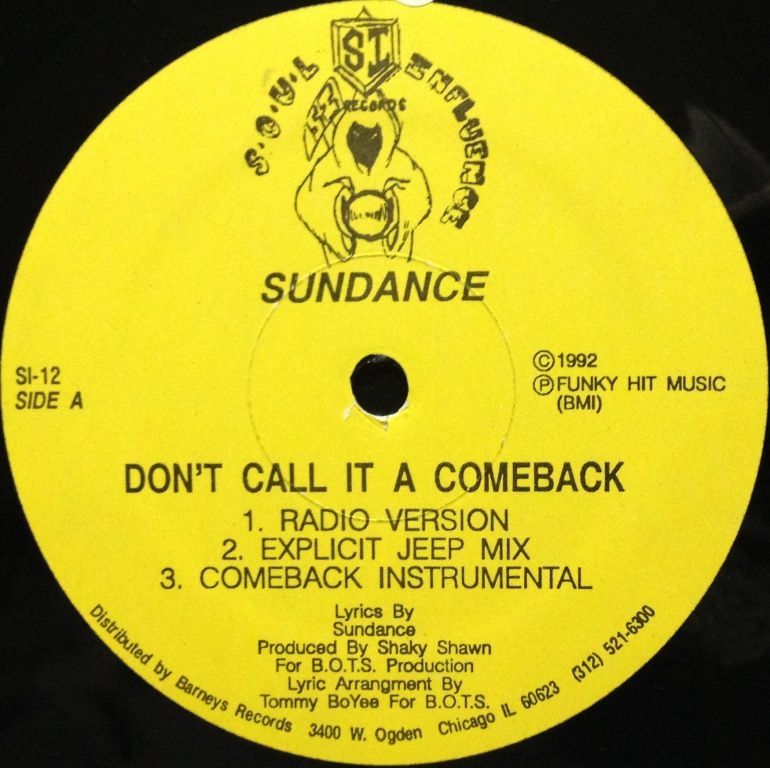 S.O.U.L SI INFLUENCE
RECORDS
SUNDANCE
SI-12
SIDE A
©1992
℗FUNKY HIT MUSIC
(BMI)
DON'T CALL IT A COMEBACK
1. RADIO VERSION
2. EXPLICIT JEEP MIX
3. COMEBACK INSTRUMENTAL
Lyrics By
Sundance
Produced By Shaky Shawn
For B.O.T.S. Production
Lyric Arrangment By
Tommy BoYee For B.O.T.S.
Distributed by Barneys Records 3400 W. Ogden Chicago IL 60623 (312) 521-6300